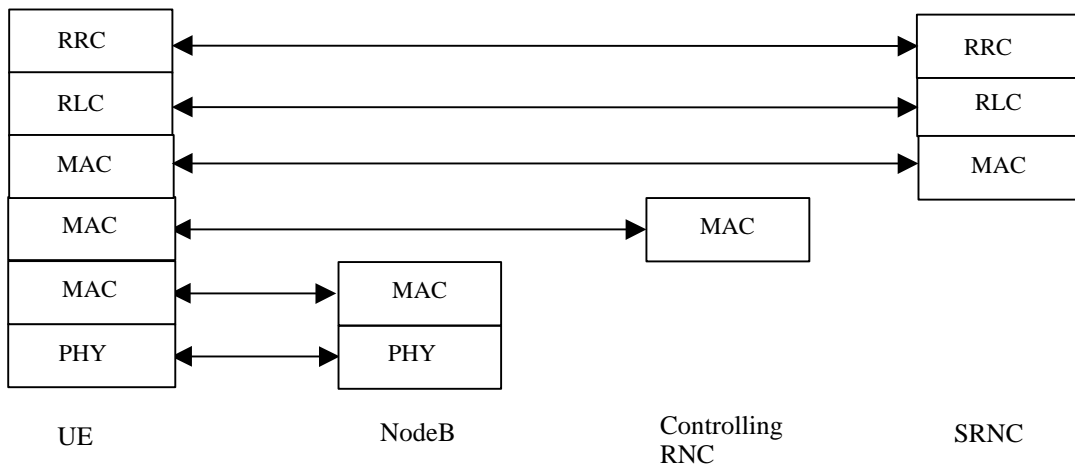 RRC
RRC
RLC
RLC
MAC
MAC
MAC
MAC
MAC
MAC
PHY
PHY
UE
NodeB
Controlling
RNC
SRNC